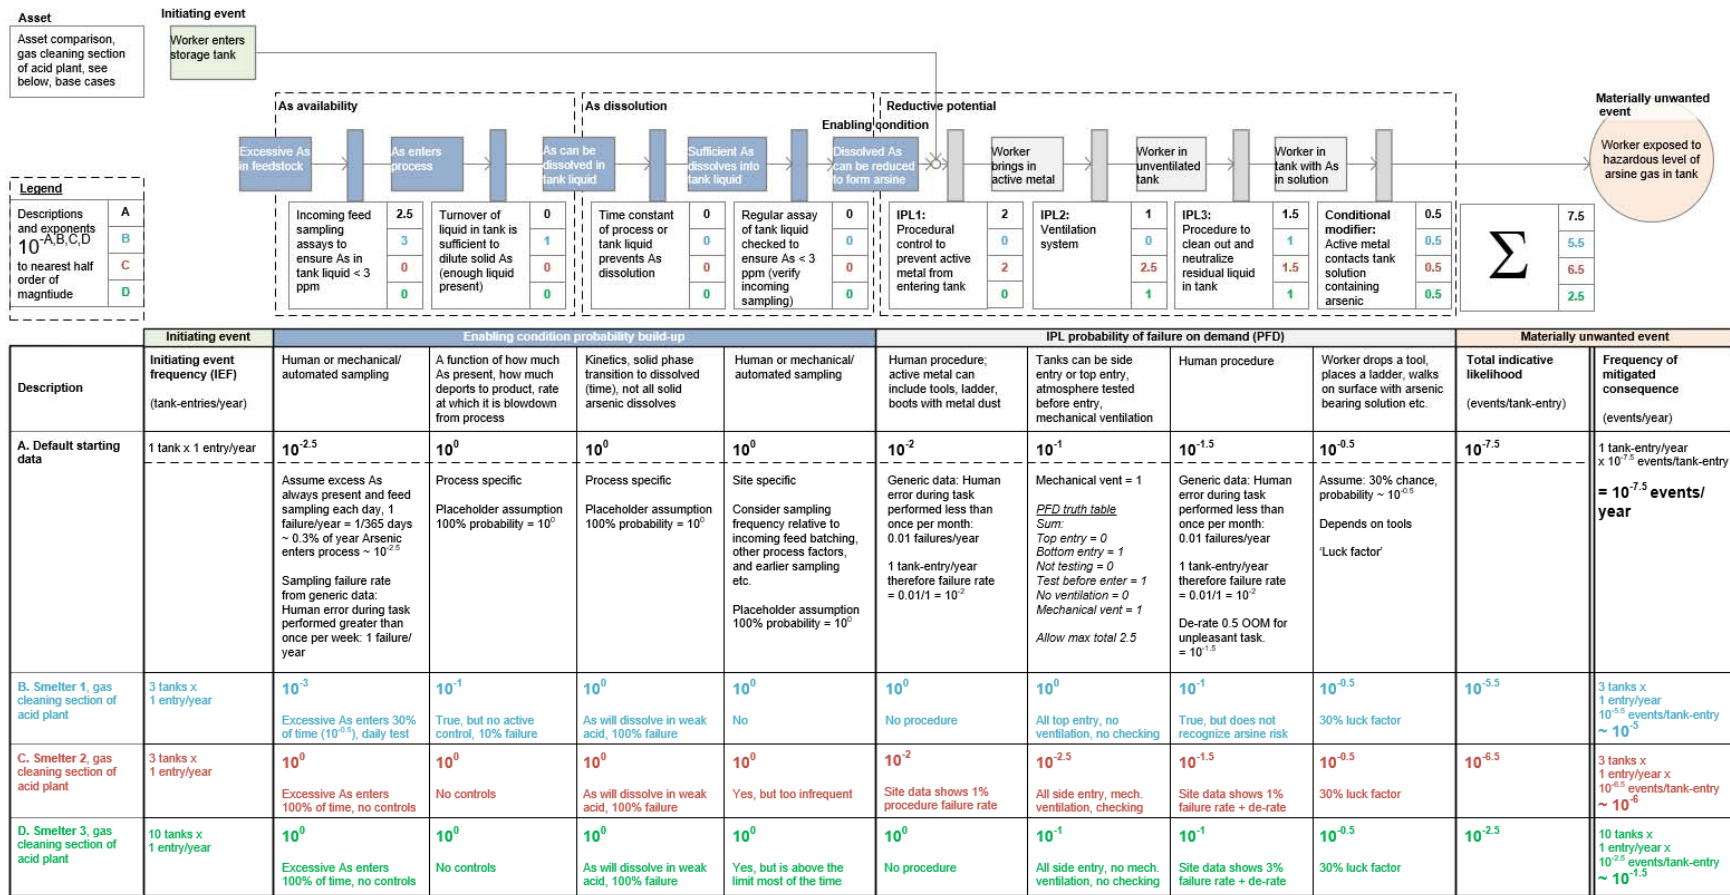 Asset
Initiating event
Asset comparison,
gas cleaning section
of acid plant, see
below, base cases
Worker enters
storage tank
As availability
As dissolution
Reductive potential
Enabling condition
Materially unwanted
event
Excessive As
in feedstock
As enters
process
As can be
dissolved in
tank liquid
Sufficient As
dissolves into
tank liquid
Dissolved As
can be reduced
to form arsine
Worker
brings in
active metal
Worker in
unventilated
tank
Worker in
tank with As
in solution
Worker exposed to
hazardous level of
arsine gas in tank
Legend
Descriptions
and exponents
10^-A,B,C,D
to nearest half
order of
magntiude
A
B
C
D
Incoming feed
sampling
assays to
ensure As in
tank liquid < 3
ppm
2.5
3
0
0
Turnover of
liquid in tank is
sufficient to
dilute solid As
(enough liquid
present)
0
1
0
0
Time constant
of process or
tank liquid
prevents As
dissolution
0
0
0
0
Regular assay
of tank liquid
checked to
ensure As < 3
ppm (verify
incoming
sampling)
0
0
0
0
IPL1:
Procedural
control to
prevent active
metal from
entering tank
2
0
2
0
IPL2:
Ventilation
system
1
0
2.5
1
IPL3:
Procedure to
clean out and
neutralize
residual liquid
in tank
1.5
1
1.5
1
Conditional
modifier:
Active metal
contacts tank
solution
containing
arsenic
0.5
0.5
0.5
0.5
Σ
7.5
5.5
6.5
2.5
Initiating event
Enabling condition probability build-up
IPL probability of failure on demand (PFD)
Materially unwanted event
Description
Initiating event
frequency (IEF)
(tank-entries/year)
Human or mechanical/
automated sampling
A function of how much
As present, how much
deports to product, rate
at which it is blowdown
from process
Kinetics, solid phase
transition to dissolved
(time), not all solid
arsenic dissolves
Human or mechanical/
automated sampling
Human procedure;
active metal can
include tools, ladder,
boots with metal dust
Tanks can be side
entry or top entry,
atmosphere tested
before entry,
mechanical ventilation
Human procedure
Worker drops a tool,
places a ladder, walks
on surface with arsenic
bearing solution etc.
Total indicative
likelihood
(events/tank-entry)
Frequency of
mitigated
consequence
(events/year)
A. Default starting
data
1 tank x 1 entry/year
10^-2.5
Assume excess As
always present and feed
sampling each day, 1
failure/year = 1/365 days
~ 0.3% of year Arsenic
enters process ~ 10^-2.5
Sampling failure rate
from generic data:
Human error during task
performed greater than
once per week: 1 failure/
year
10^0
Process specific
Placeholder assumption
100% probability = 10^0
10^0
Process specific
Placeholder assumption
100% probability = 10^0
10^0
Site specific
Consider sampling
frequency relative to
incoming feed batching,
other process factors,
and earlier sampling
etc.
Placeholder assumption
100% probability = 10^0
10^-2
Generic data: Human
error during task
performed less than
once per month:
0.01 failures/year
1 tank-entry/year
therefore failure rate
= 0.01/1 = 10^-2
10^-1
Mechanical vent = 1
PFD truth table
Sum:
Top entry = 0
Bottom entry = 1
Not testing = 0
Test before enter = 1
No ventilation = 0
Mechanical vent = 1
Allow max total 2.5
10^-1.5
Generic data: Human
error during task
performed less than
once per month:
0.01 failures/year
1 tank-entry/year
therefore failure rate
= 0.01/1 = 10^-2
De-rate 0.5 OOM for
unpleasant task.
= 10^-1.5
10^-0.5
Assume: 30% chance,
probability ~ 10^-0.5
Depends on tools
'Luck factor'
10^-7.5
1 tank-entry/year
x 10^-7.5 events/tank-entry
= 10^-7.5 events/
year
B. Smelter 1, gas
cleaning section of
acid plant
3 tanks x
1 entry/year
10^-3
Excessive As enters 30%
of time (10^-0.5), daily test
10^-1
True, but no active
control, 10% failure
10^0
As will dissolve in weak
acid, 100% failure
10^0
No
10^0
No procedure
10^0
All top entry, no
ventilation, no checking
10^-1
True, but does not
recognize arsine risk
10^-0.5
30% luck factor
10^-5.5
3 tanks x
1 entry/year
10^-5.5 events/tank-entry
~ 10^-5
C. Smelter 2, gas
cleaning section of
acid plant
3 tanks x
1 entry/year
10^0
Excessive As enters
100% of time, no controls
10^0
No controls
10^0
As will dissolve in weak
acid, 100% failure
10^0
Yes, but too infrequent
10^-2
Site data shows 1%
procedure failure rate
10^-2.5
All side entry, mech.
ventilation, checking
10^-1.5
Site data shows 1%
failure rate + de-rate
10^-0.5
30% luck factor
10^-6.5
3 tanks x
1 entry/year x
10^-6.5 events/tank-entry
~ 10^-6
D. Smelter 3, gas
cleaning section of
acid plant
10 tanks x
1 entry/year
10^0
Excessive As enters
100% of time, no controls
10^0
No controls
10^0
As will dissolve in weak
acid, 100% failure
10^0
Yes, but is above the
limit most of the time
10^0
No procedure
10^-1
All side entry, no mech.
ventilation, no checking
10^-1
Site data shows 3%
failure rate + de-rate
10^-0.5
30% luck factor
10^-2.5
10 tanks x
1 entry/year x
10^-2.5 events/tank-entry
~ 10^-1.5